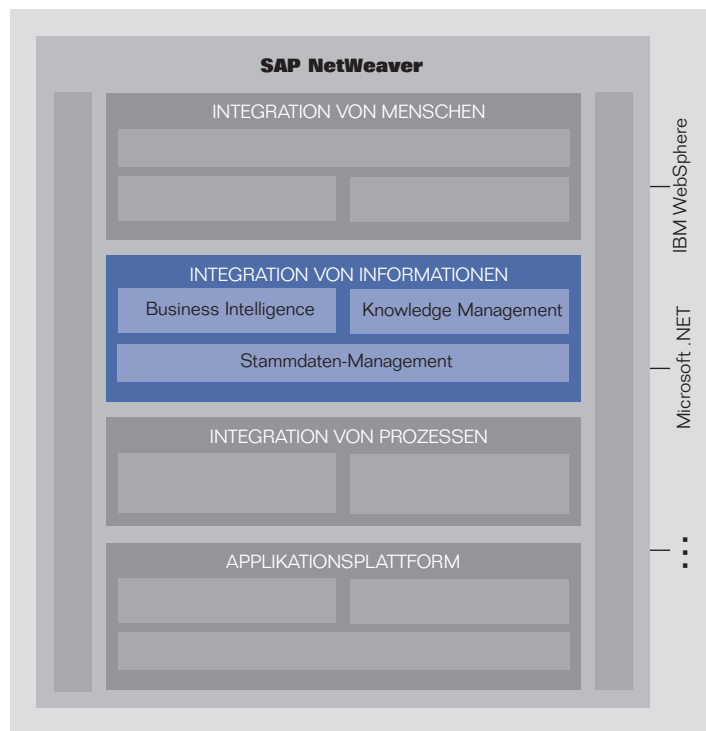 SAP NetWeaver
INTEGRATION VON MENSCHEN
INTEGRATION VON INFORMATIONEN
Business Intelligence
Knowledge Management
Stammdaten-Management
INTEGRATION VON PROZESSEN
APPLIKATIONSPLATTFORM
IBM WebSphere
Microsoft .NET
...